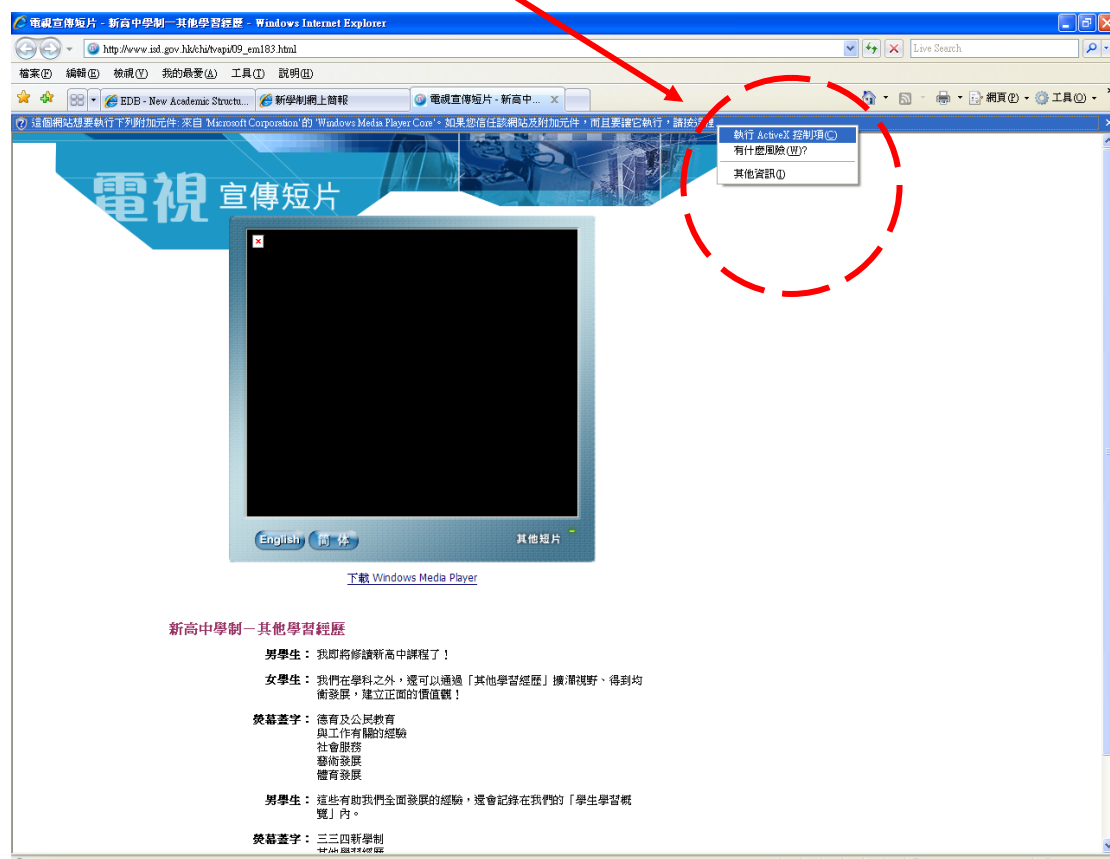 電視宣傳短片 - 新高中學制─其他學習經歷 - Windows Internet Explorer
http://www.isd.gov.hk/chi/tvapi/09_em183.html
Live Search
檔案(F) 編輯(E) 檢視(V) 我的最愛(A) 工具(T) 說明(H)
EDB - New Academic Structu...
新學制網上簡報
電視宣傳短片 - 新高中...
網頁(P)
工具(O)
這個網站想要執行下列附加元件: 來自 'Microsoft Corporation' 的 'Windows Media Player Core'。如果您信任該網站及附加元件，而且要讓它執行，請按這裡
執行 ActiveX 控制項(C)
有什麼風險(W)?
其他資訊(I)
電視宣傳短片
English
简 体
其他短片
下載 Windows Media Player
新高中學制－其他學習經歷
男學生：我即將修讀新高中課程了！
女學生：我們在學科之外，還可以通過「其他學習經歷」擴濶視野、得到均
衡發展，建立正面的價值觀！
熒幕蓋字：德育及公民教育
與工作有關的經驗
社會服務
藝術發展
體育發展
男學生：這些有助我們全面發展的經驗，還會記錄在我們的「學生學習概
覽」內。
熒幕蓋字：三三四新學制
其他學習經歷